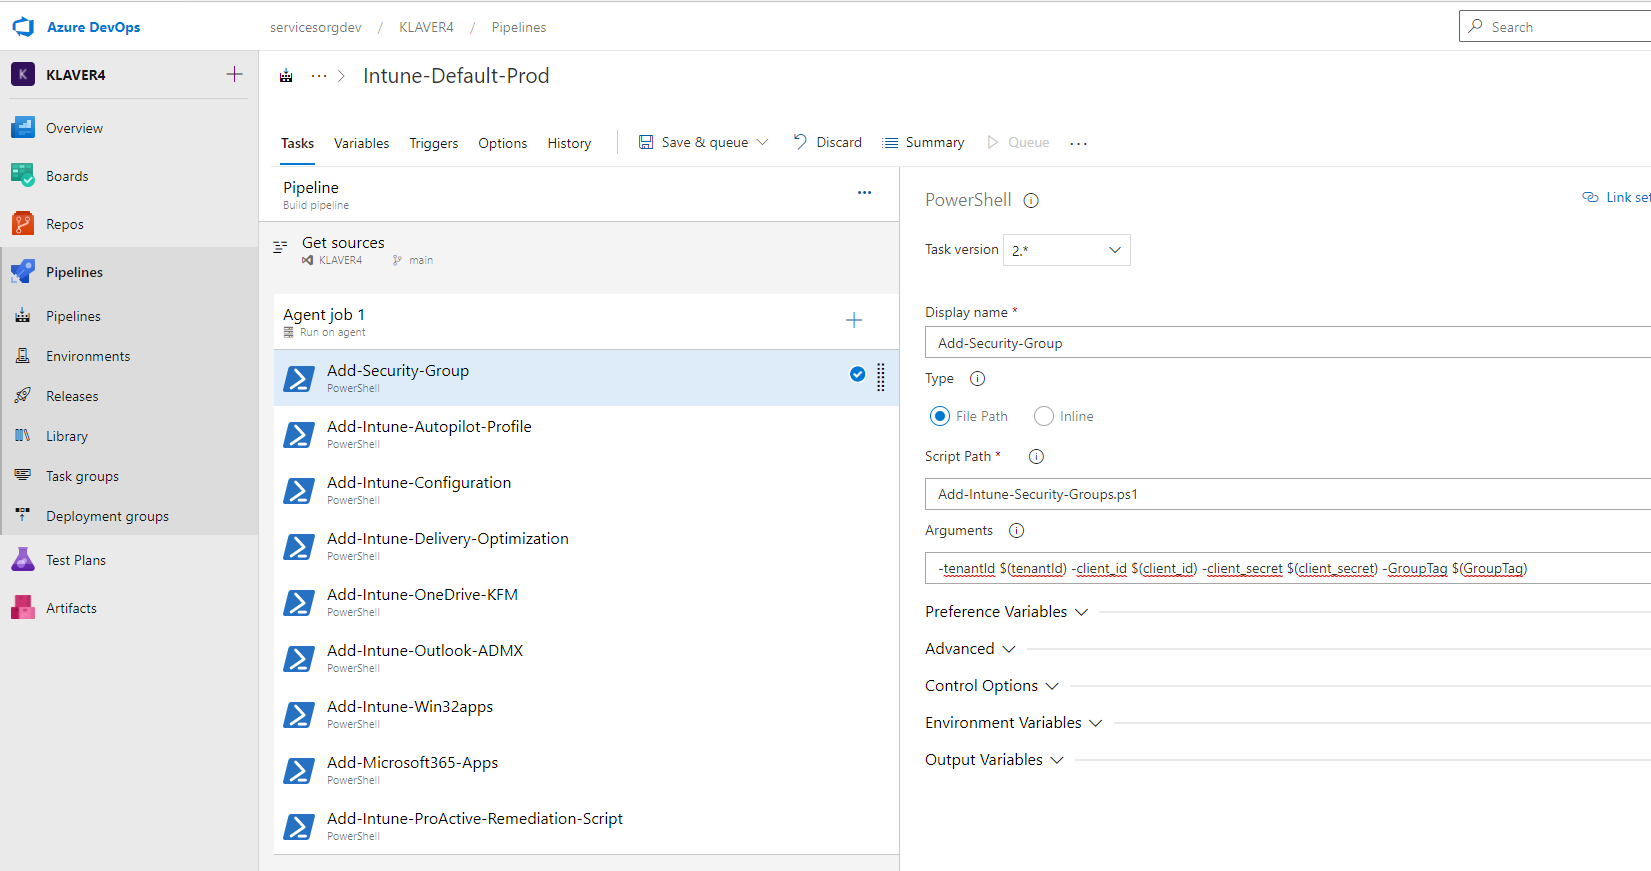 Azure DevOps
servicesorgdev / KLAVER4 / Pipelines
Search
K KLAVER4
Overview
Boards
Repos
Pipelines
Pipelines
Environments
Releases
Library
Task groups
Deployment groups
Test Plans
Artifacts
... > Intune-Default-Prod
Tasks Variables Triggers Options History Save & queue Discard Summary Queue ...
Pipeline
Build pipeline
...
Get sources
KLAVER4 main
Agent job 1
Run on agent
Add-Security-Group
PowerShell
Add-Intune-Autopilot-Profile
PowerShell
Add-Intune-Configuration
PowerShell
Add-Intune-Delivery-Optimization
PowerShell
Add-Intune-OneDrive-KFM
PowerShell
Add-Intune-Outlook-ADMX
PowerShell
Add-Intune-Win32apps
PowerShell
Add-Microsoft365-Apps
PowerShell
Add-Intune-ProActive-Remediation-Script
PowerShell
PowerShell
Link set
Task version 2.*
Display name *
Add-Security-Group
Type
File Path Inline
Script Path *
Add-Intune-Security-Groups.ps1
Arguments
-tenantId $(tenantId) -client_id $(client_id) -client_secret $(client_secret) -GroupTag $(GroupTag)
Preference Variables
Advanced
Control Options
Environment Variables
Output Variables